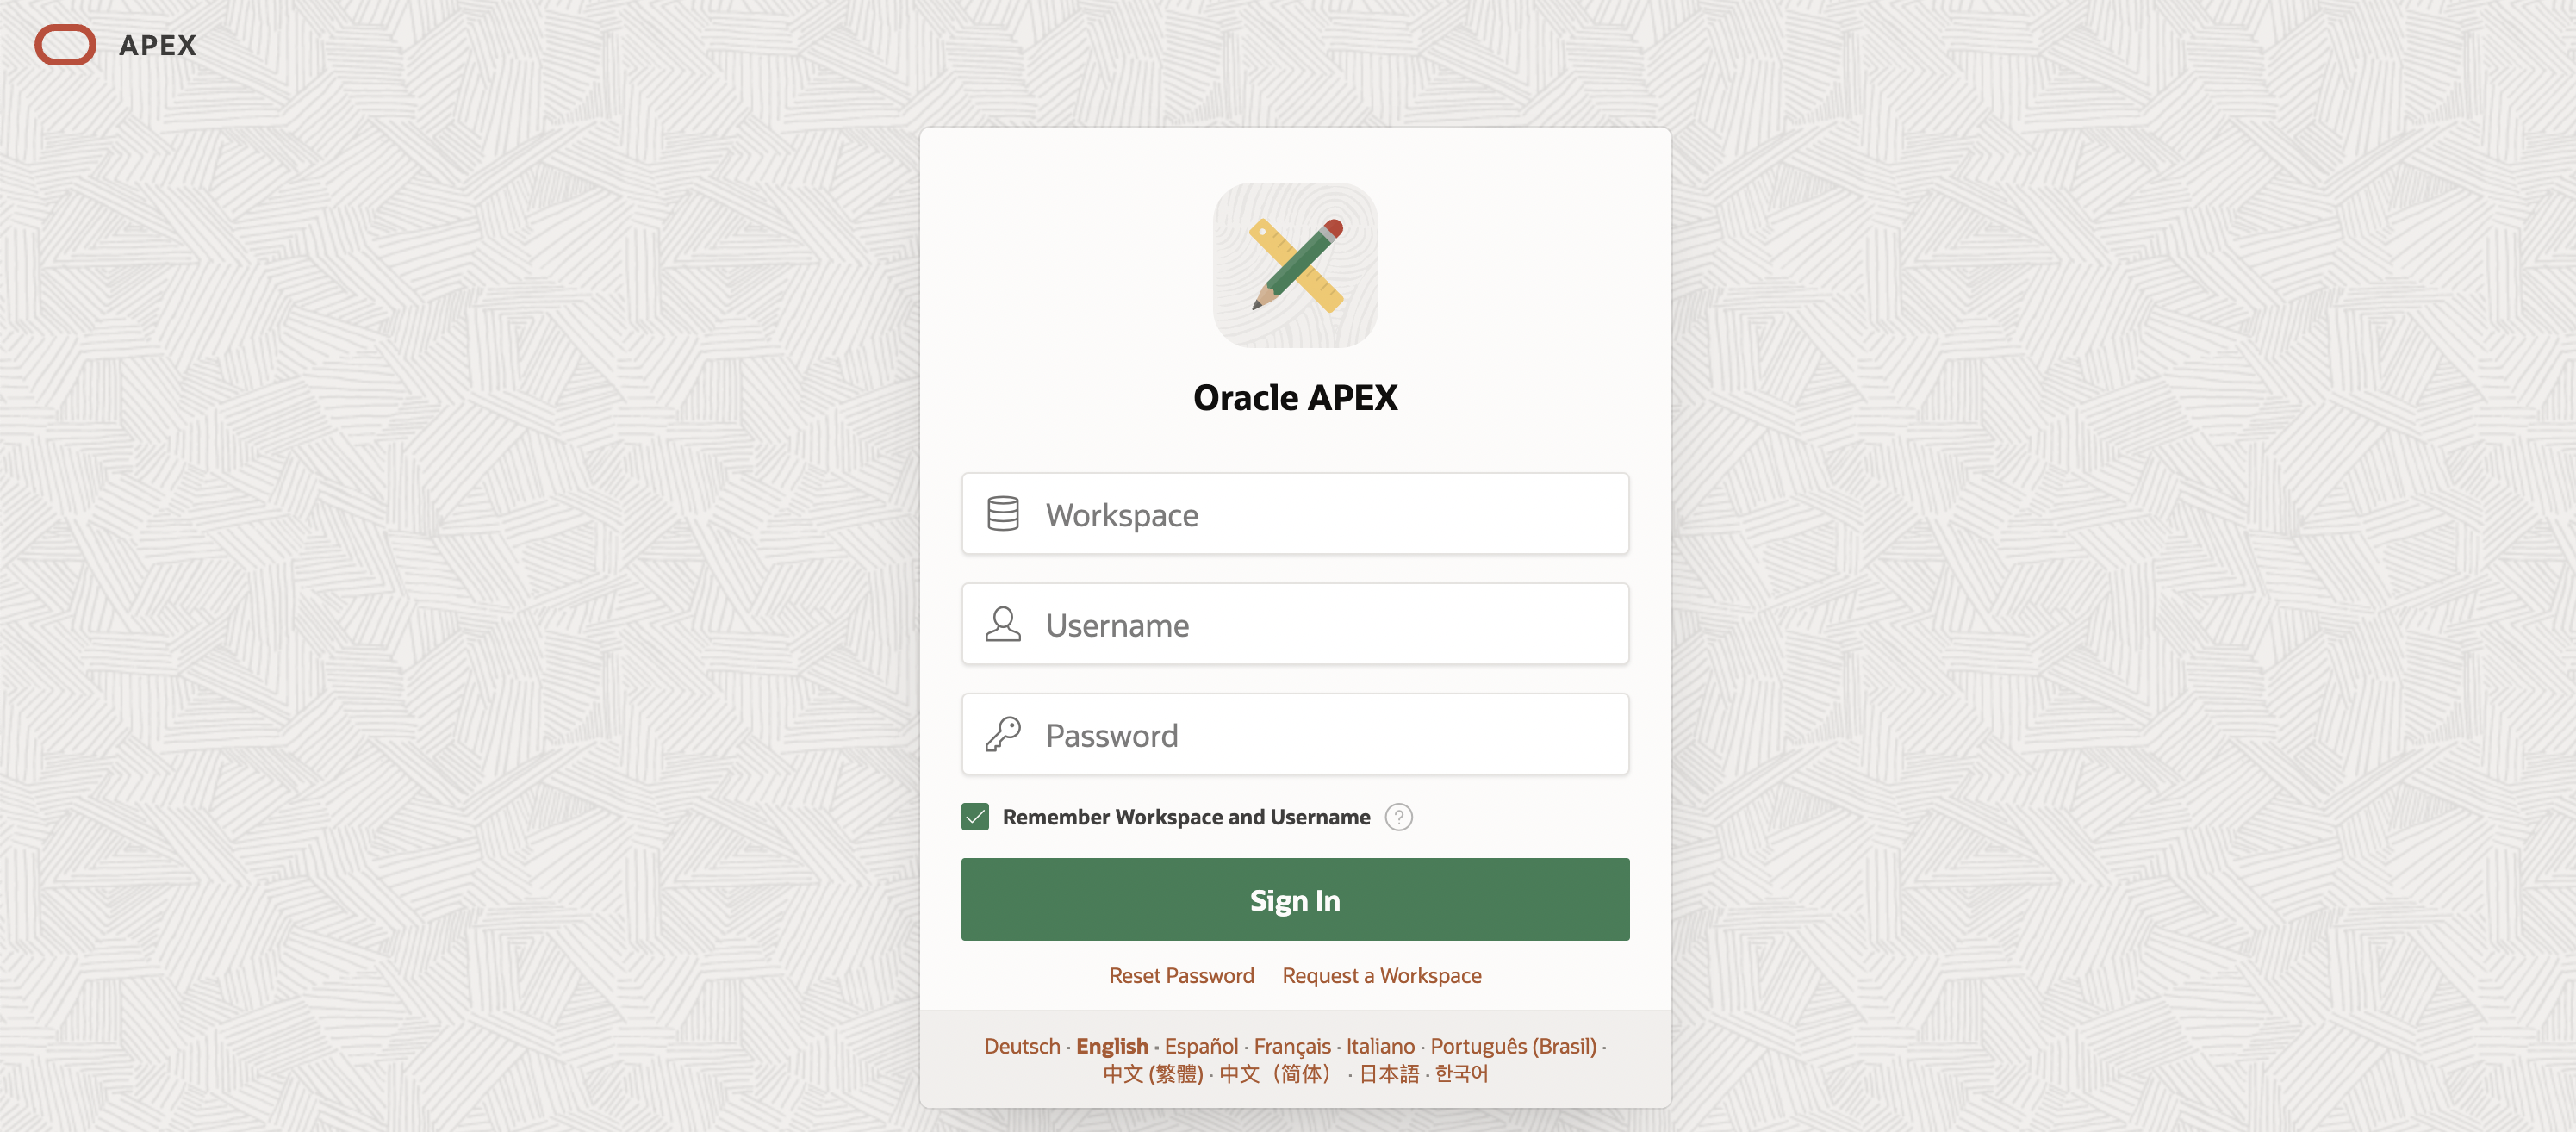 APEX
Oracle APEX
Workspace
Username
Password
Remember Workspace and Username ?
Sign In
Reset Password Request a Workspace
Deutsch · English · Español · Français · Italiano · Português (Brasil) ·
中文 (繁體) · 中文（简体） · 日本語 · 한국어